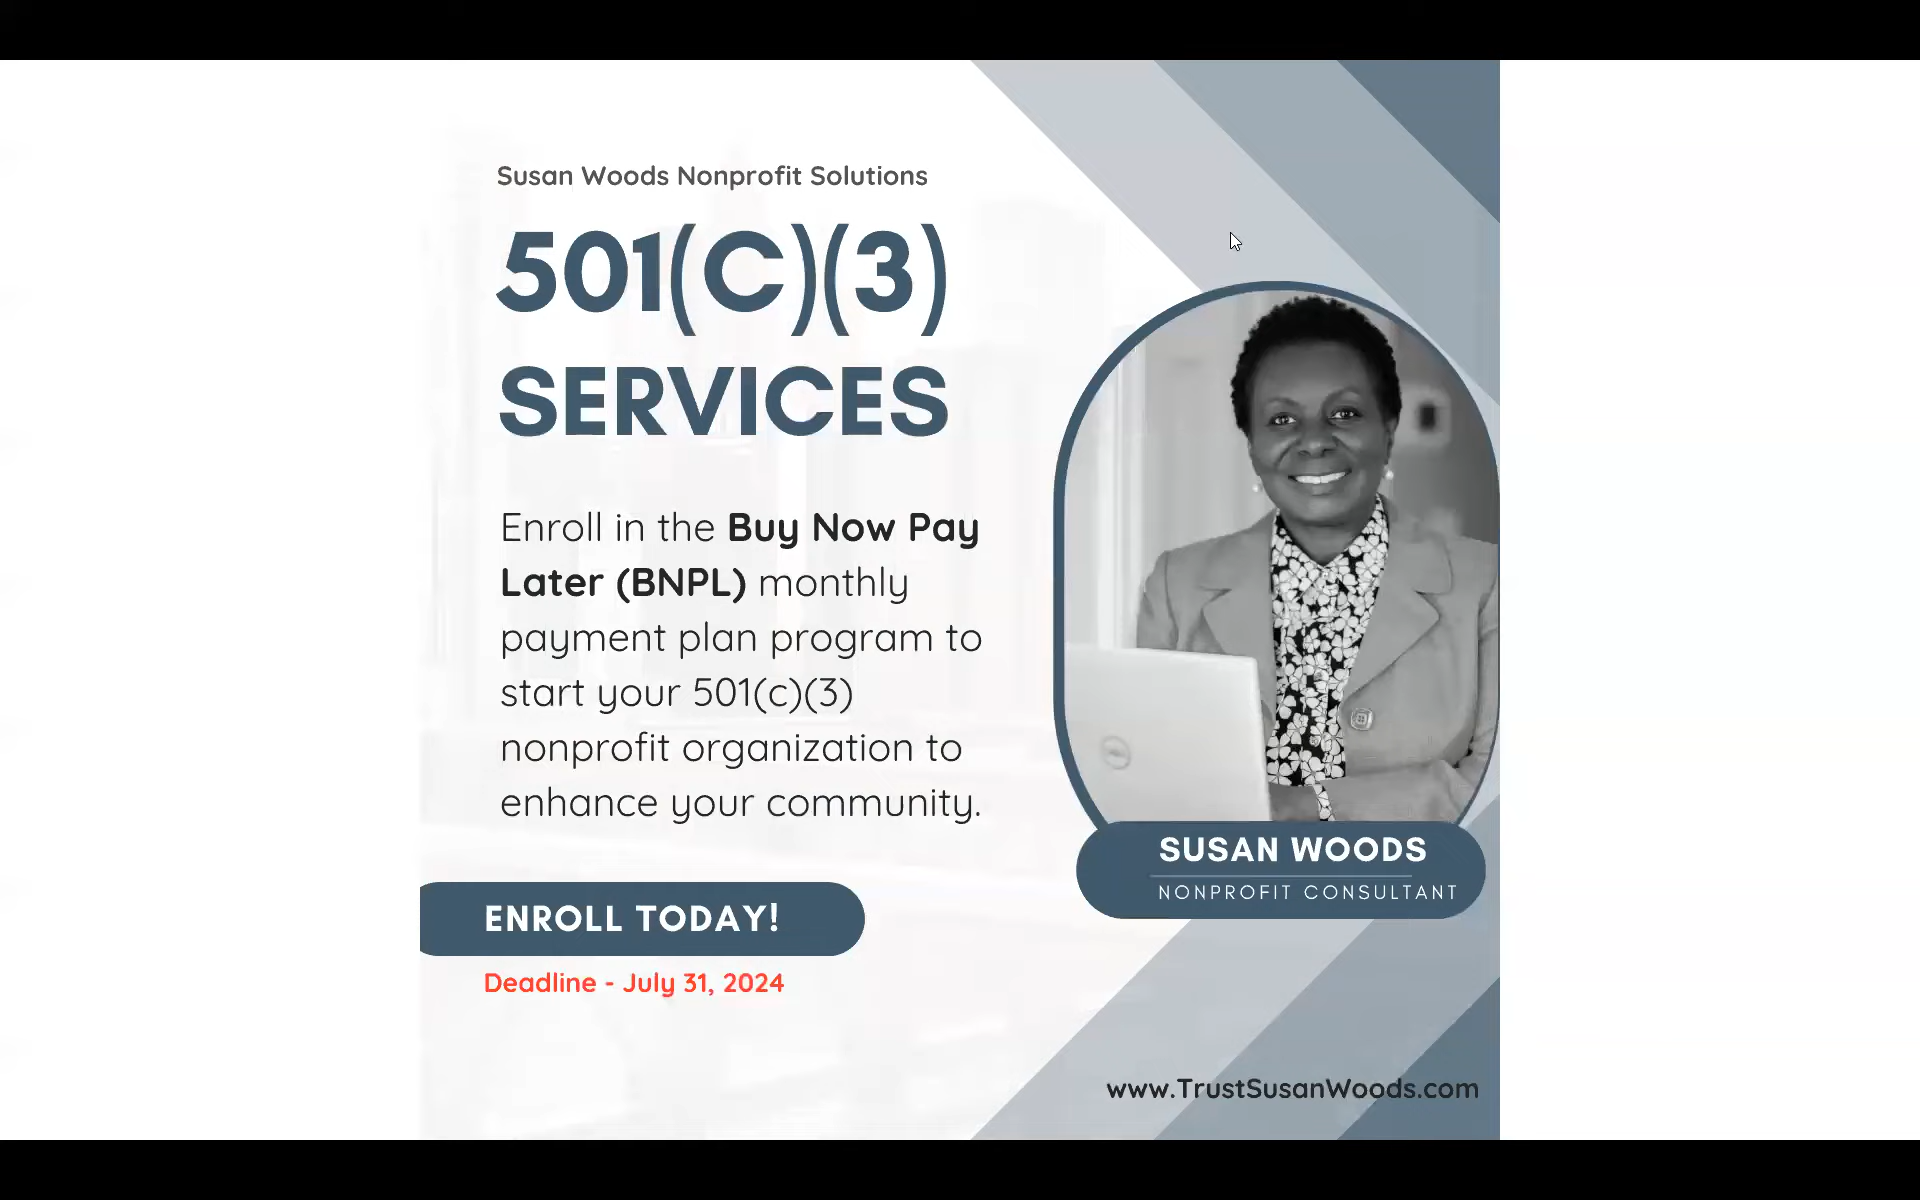 Susan Woods Nonprofit Solutions
501(C)(3)
SERVICES
Enroll in the Buy Now Pay
Later (BNPL) monthly
payment plan program to
start your 501(c)(3)
nonprofit organization to
enhance your community.
ENROLL TODAY!
Deadline - July 31, 2024
SUSAN WOODS
NONPROFIT CONSULTANT
www.TrustSusanWoods.com